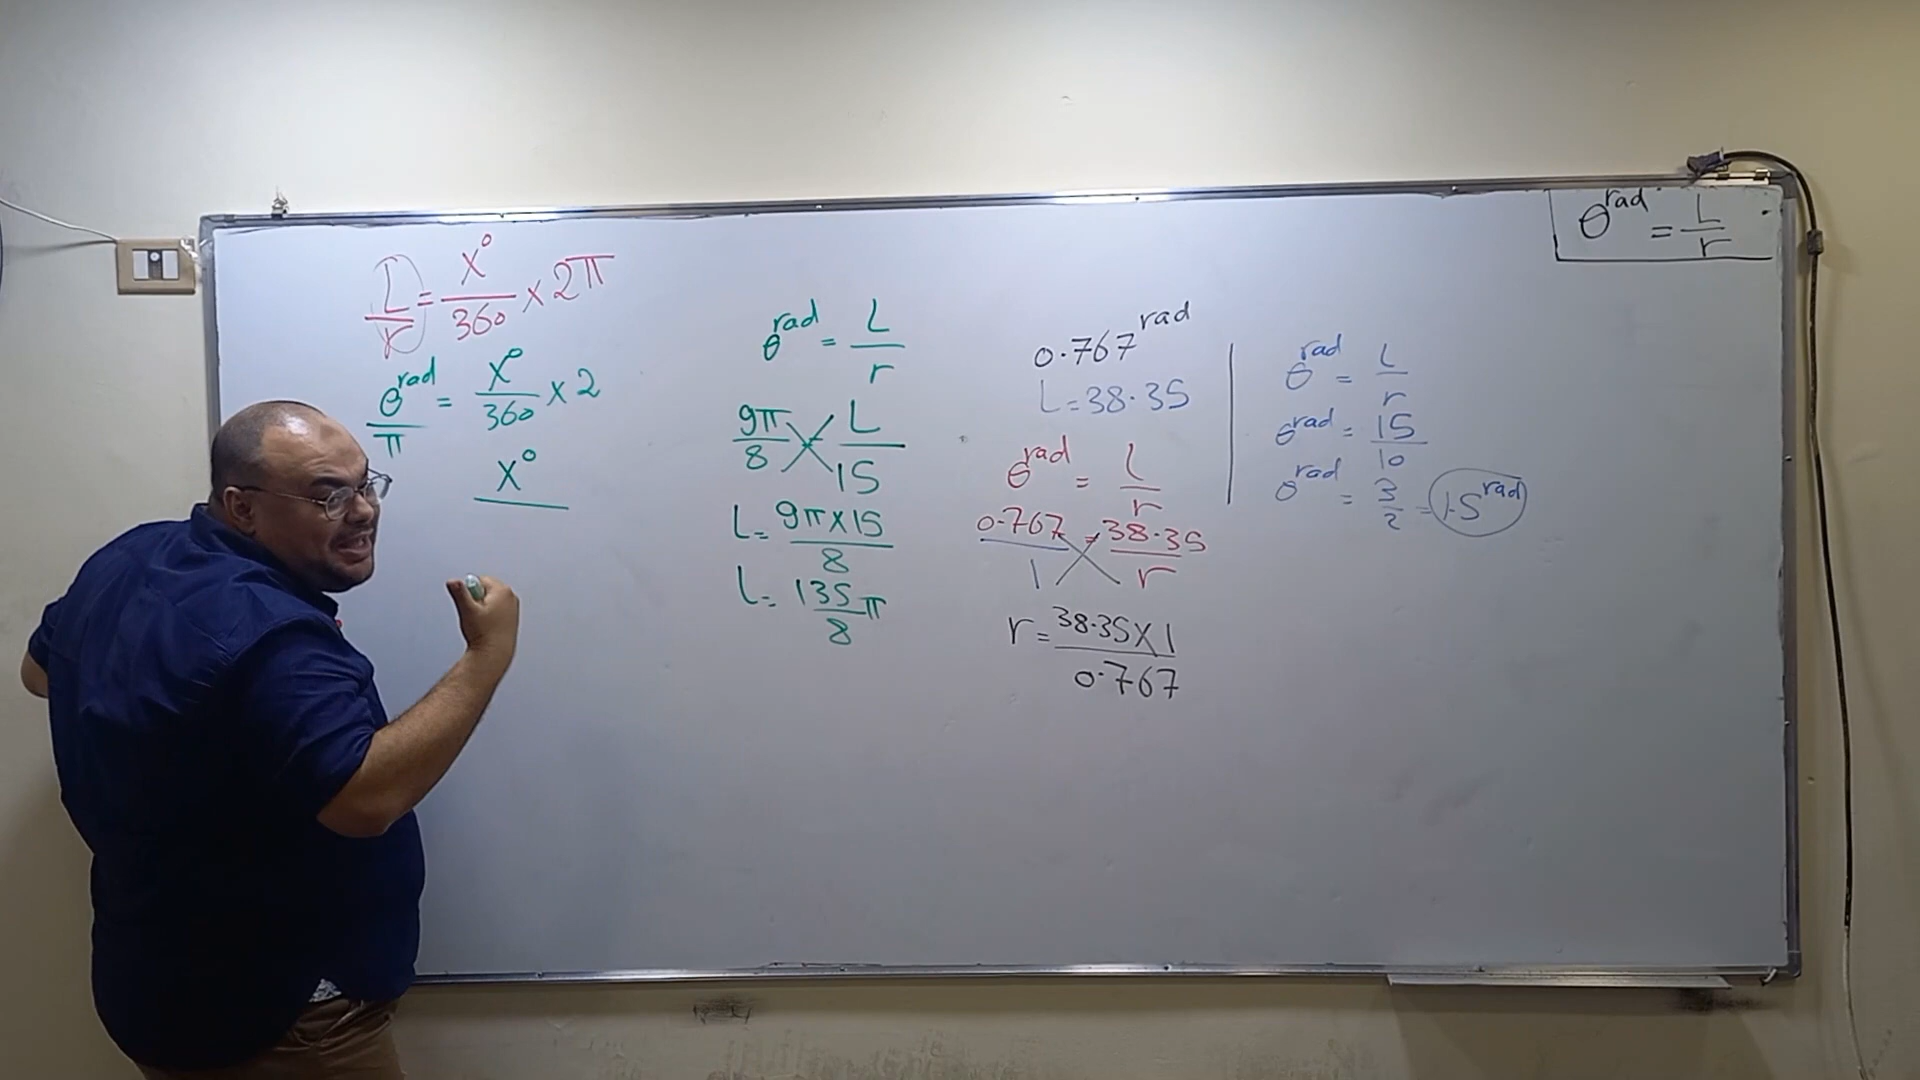 θ^rad = L/r
L/r = x°/360 × 2π
θ^rad/π = x°/360 × 2
x°
θ^rad = L/r
9π/8 L/15
L = 9π×15/8
L = 135/8 π
0.767^rad
L = 38.35
θ^rad = L/r
0.767/1 = 38.35/r
r = 38.35×1/0.767
θ^rad = L/r
θ^rad = 15/10
θ^rad = 3/2 = 1.5^rad